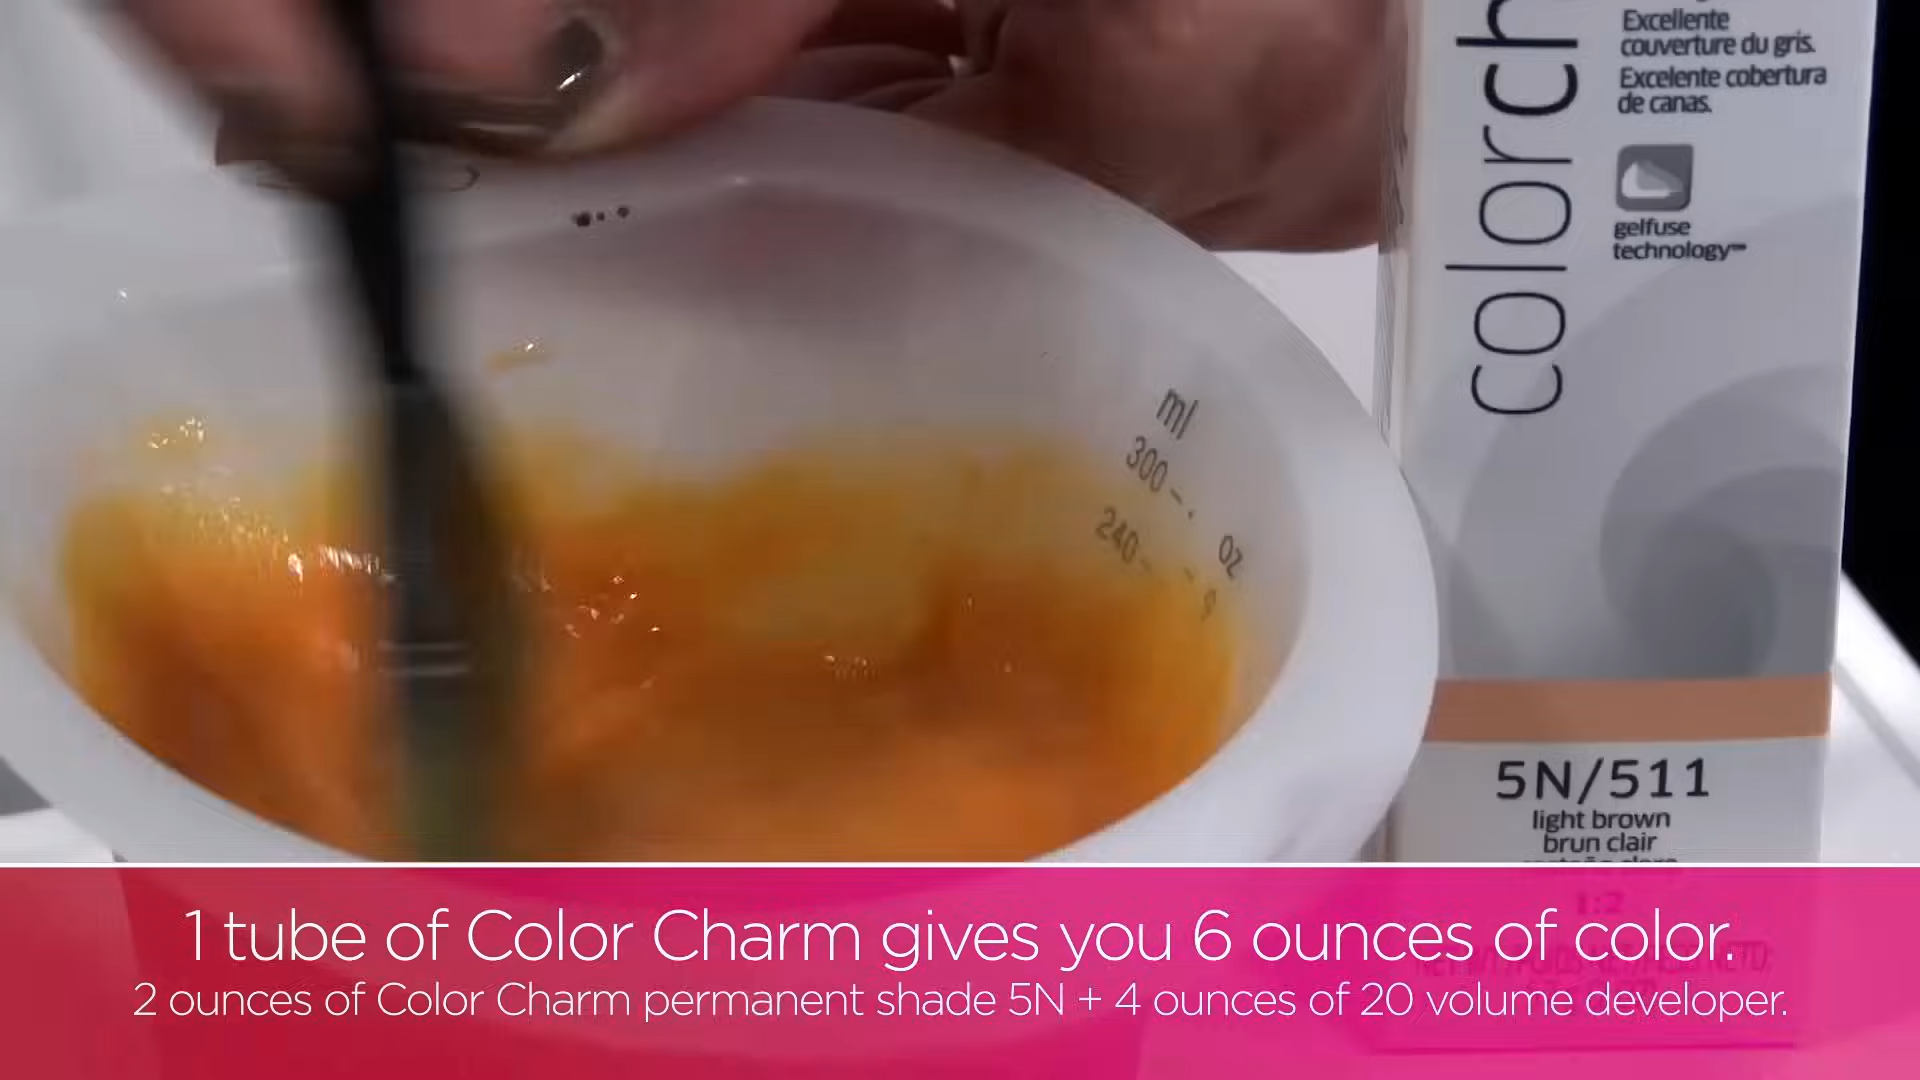 Excellente
couverture du gris.
Excelente cobertura
de canas.
colorch
gelfuse
technology™
ml
300
240
oz
5N/511
light brown
brun clair
1:2
1 tube of Color Charm gives you 6 ounces of color.
2 ounces of Color Charm permanent shade 5N + 4 ounces of 20 volume developer.